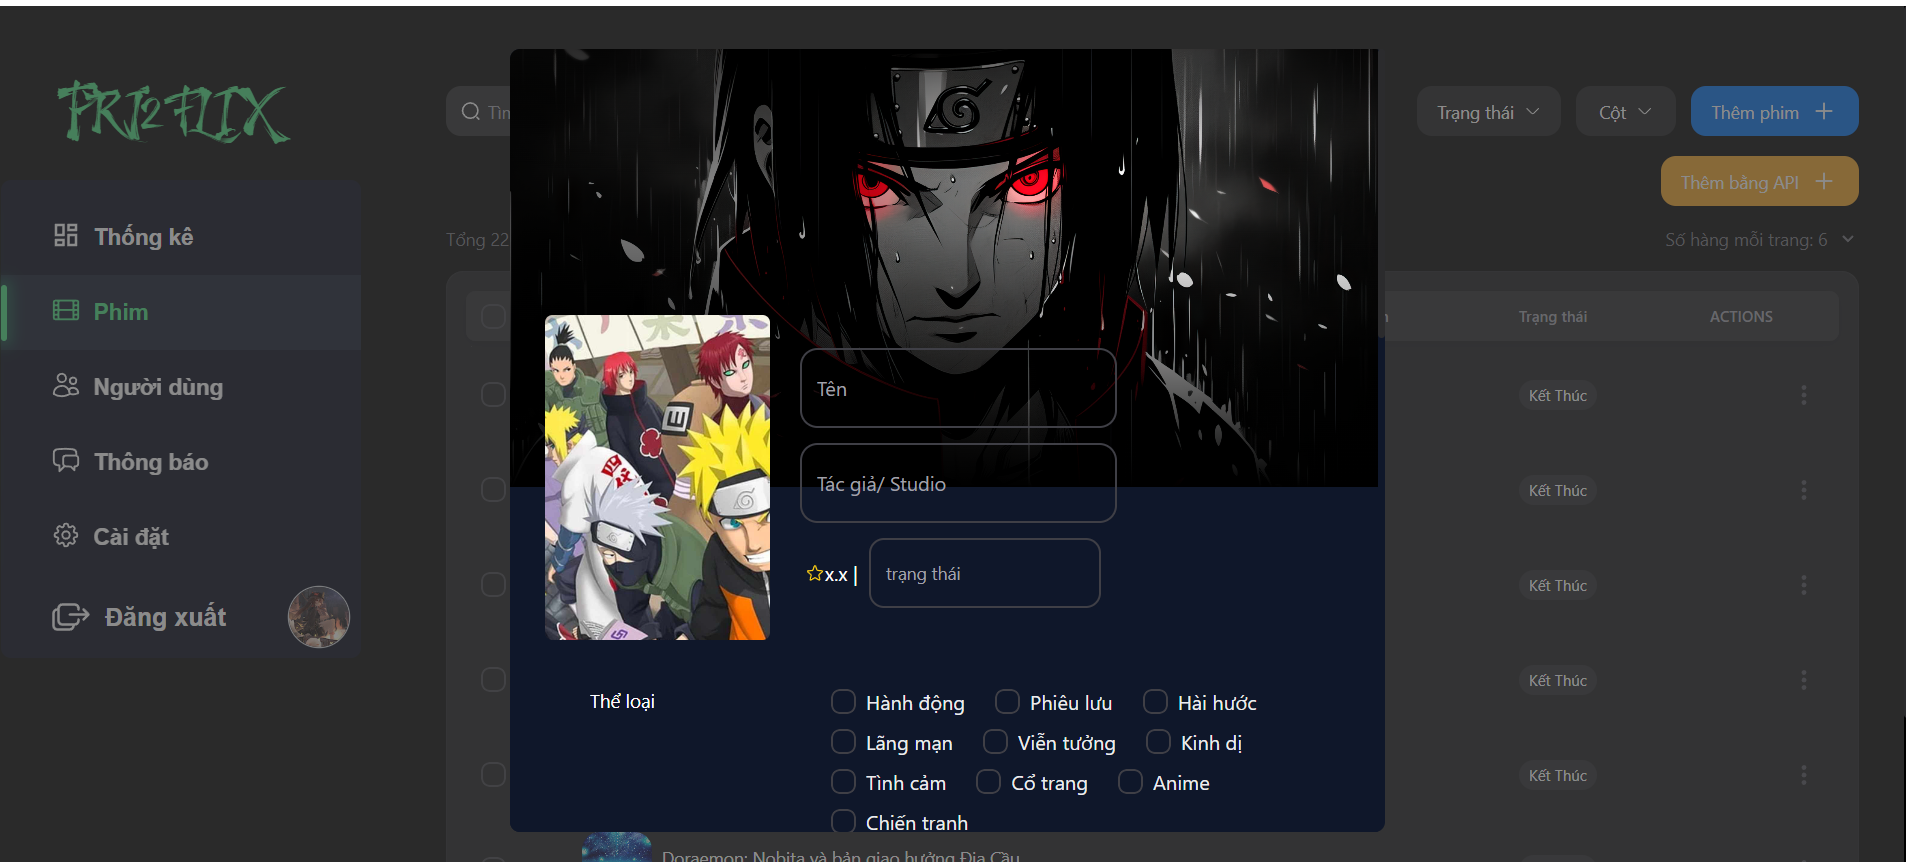 PRI2FLIX
Tìm
Trạng thái
Cột
Thêm phim
Thêm bằng API
Tổng 22
Số hàng mỗi trang: 6
Thống kê
Phim
Người dùng
Thông báo
Cài đặt
Đăng xuất
Trạng thái
ACTIONS
Kết Thúc
Kết Thúc
Kết Thúc
Kết Thúc
Kết Thúc
Tên
Tác giả/ Studio
x.x |
trạng thái
Thể loại
Hành động Phiêu lưu Hài hước
Lãng mạn Viễn tưởng Kinh dị
Tình cảm Cổ trang Anime
Chiến tranh
Doraemon: Nobita và bản giao hưởng Địa Cầu